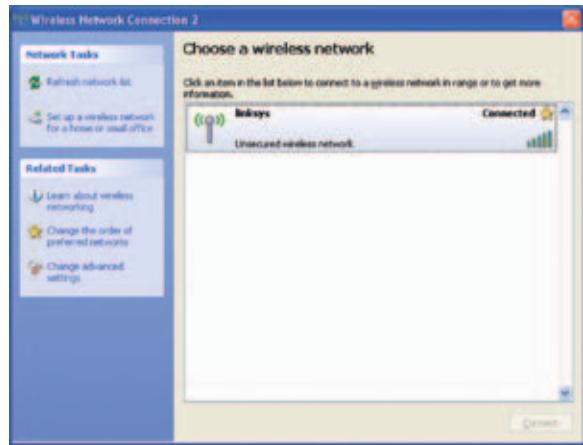 Wireless Network Connection 2
Network Tasks
Refresh network list
Set up a wireless network
for a home or small office
Related Tasks
Learn about wireless
networking
Change the order of
preferred networks
Change advanced
settings
Choose a wireless network
Click an item in the list below to connect to a wireless network in range or to get more
information.
linksys
Connected
Unsecured wireless network
Connect